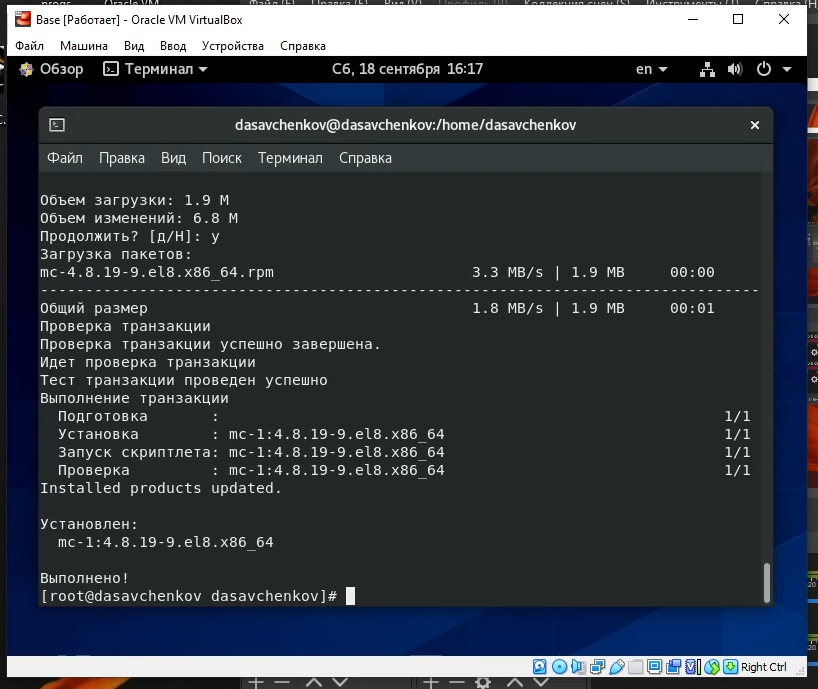 Base [Работает] - Oracle VM VirtualBox
Файл Машина Вид Ввод Устройства Справка
Обзор Терминал Сб, 18 сентября 16:17 en
dasavchenkov@dasavchenkov:/home/dasavchenkov
Файл Правка Вид Поиск Терминал Справка
Объем загрузки: 1.9 M
Объем изменений: 6.8 M
Продолжить? [д/Н]: y
Загрузка пакетов:
mc-4.8.19-9.el8.x86_64.rpm 3.3 MB/s | 1.9 MB 00:00
--------------------------------------------------------------------------------
Общий размер 1.8 MB/s | 1.9 MB 00:01
Проверка транзакции
Проверка транзакции успешно завершена.
Идет проверка транзакции
Тест транзакции проведен успешно
Выполнение транзакции
Подготовка : 1/1
Установка : mc-1:4.8.19-9.el8.x86_64 1/1
Запуск скриптлета: mc-1:4.8.19-9.el8.x86_64 1/1
Проверка : mc-1:4.8.19-9.el8.x86_64 1/1
Installed products updated.
Установлен:
mc-1:4.8.19-9.el8.x86_64
Выполнено!
[root@dasavchenkov dasavchenkov]#
Right Ctrl